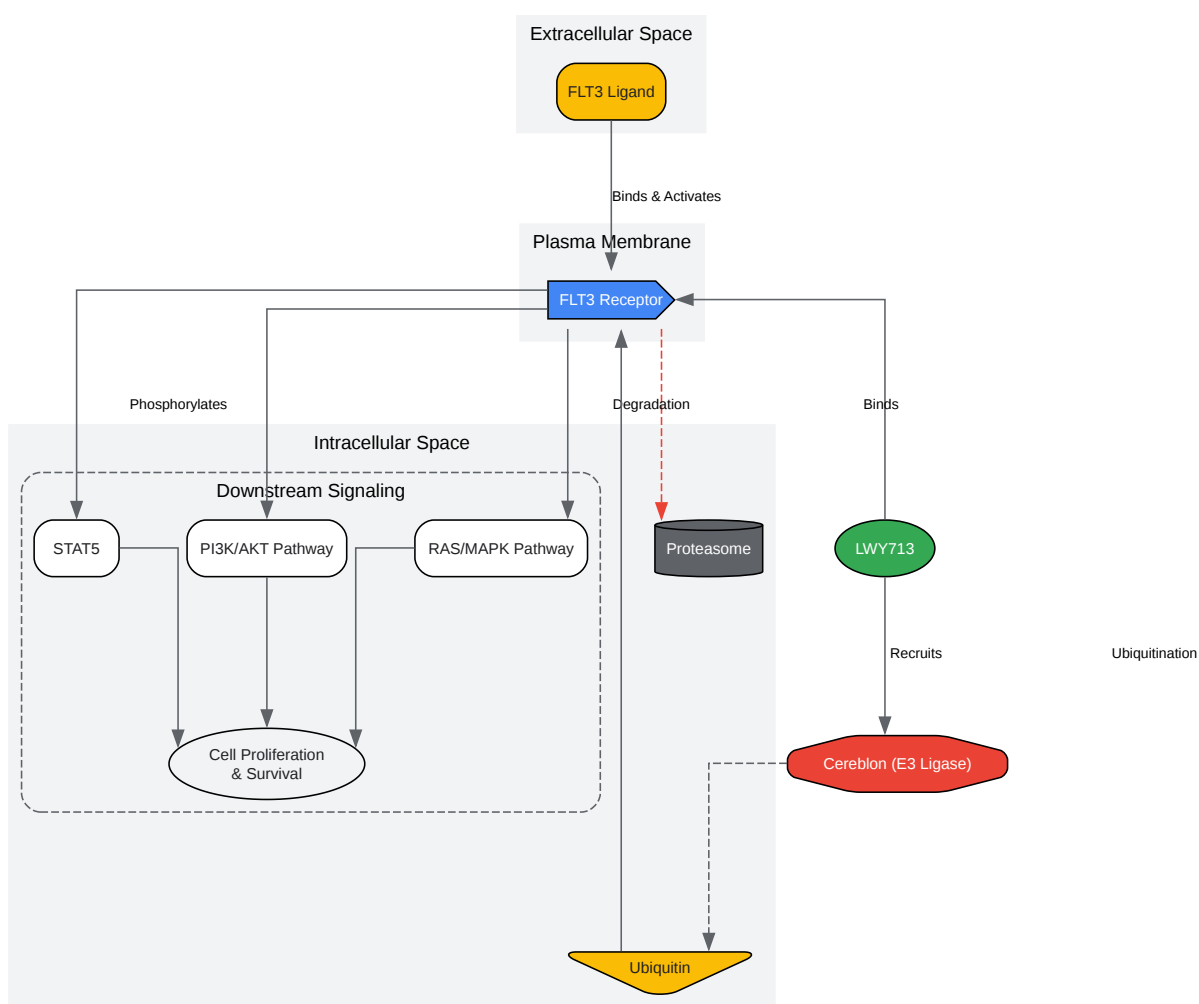 Extracellular Space
FLT3 Ligand
Binds & Activates
Plasma Membrane
FLT3 Receptor
Phosphorylates
Degradation
Binds
Intracellular Space
Downstream Signaling
STAT5
PI3K/AKT Pathway
RAS/MAPK Pathway
Proteasome
LWY713
Recruits
Ubiquitination
Cell Proliferation
& Survival
Cereblon (E3 Ligase)
Ubiquitin